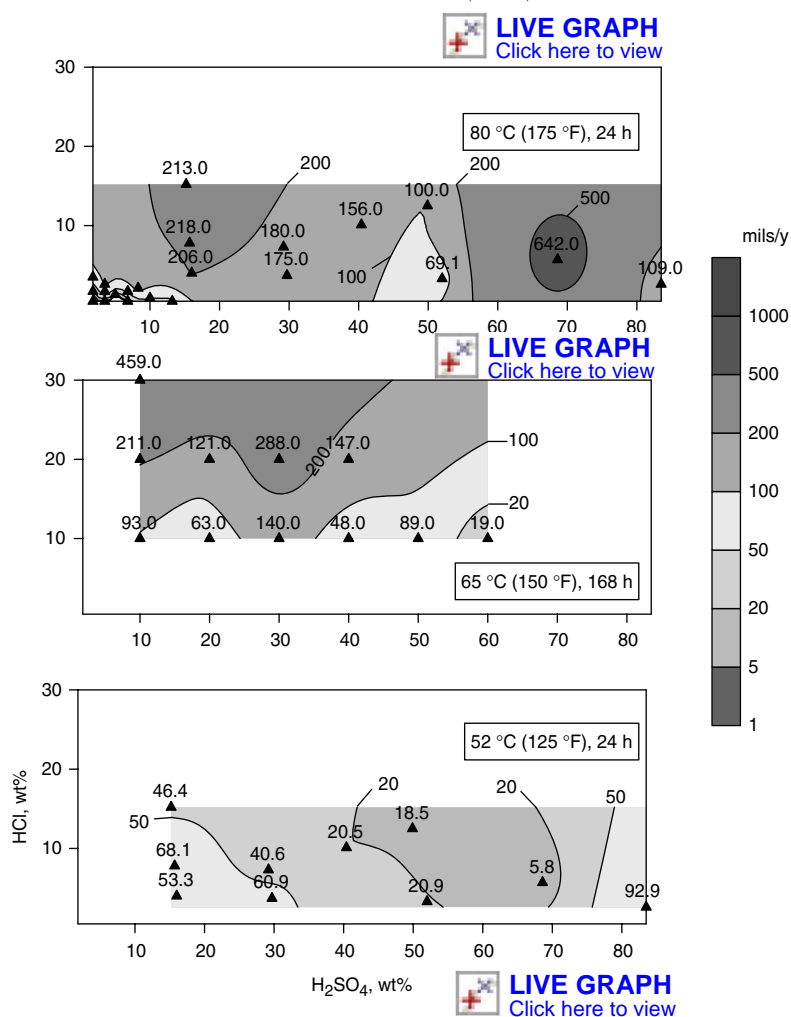 LIVE GRAPH
Click here to view
30
80 °C (175 °F), 24 h
20
213.0
200
200
100.0
500
156.0
10
218.0
180.0
642.0
206.0
175.0
100
69.1
109.0
10 20 30 40 50 60 70 80
mils/y
1000
500
200
100
50
20
5
1
LIVE GRAPH
Click here to view
459.0
30
211.0 121.0 288.0 147.0
100
20
200
20
93.0 63.0 140.0 48.0 89.0 19.0
10
65 °C (150 °F), 168 h
10 20 30 40 50 60 70 80
30
52 °C (125 °F), 24 h
20
46.4
20
20
50
50
18.5
20.5
10
68.1
40.6
5.8
53.3
60.9
20.9
92.9
HCl, wt%
10 20 30 40 50 60 70 80
H₂SO₄, wt%
LIVE GRAPH
Click here to view